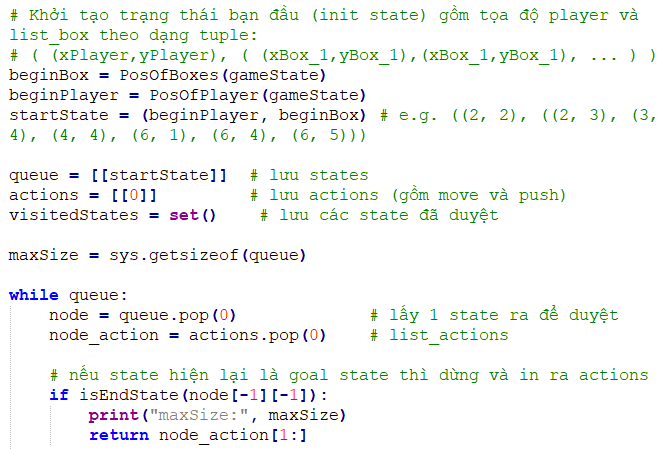 # Khởi tạo trạng thái bạn đầu (init state) gồm tọa độ player và
list_box theo dạng tuple:
# ( (xPlayer,yPlayer), ( (xBox_1,yBox_1),(xBox_1,yBox_1), ... ) )
beginBox = PosOfBoxes(gameState)
beginPlayer = PosOfPlayer(gameState)
startState = (beginPlayer, beginBox) # e.g. ((2, 2), ((2, 3), (3,
4), (4, 4), (6, 1), (6, 4), (6, 5)))
queue = [[startState]] # lưu states
actions = [[0]] # lưu actions (gồm move và push)
visitedStates = set() # lưu các state đã duyệt
maxSize = sys.getsizeof(queue)
while queue:
node = queue.pop(0) # lấy 1 state ra để duyệt
node_action = actions.pop(0) # list_actions
# nếu state hiện lại là goal state thì dừng và in ra actions
if isEndState(node[-1][-1]):
print("maxSize:", maxSize)
return node_action[1:]